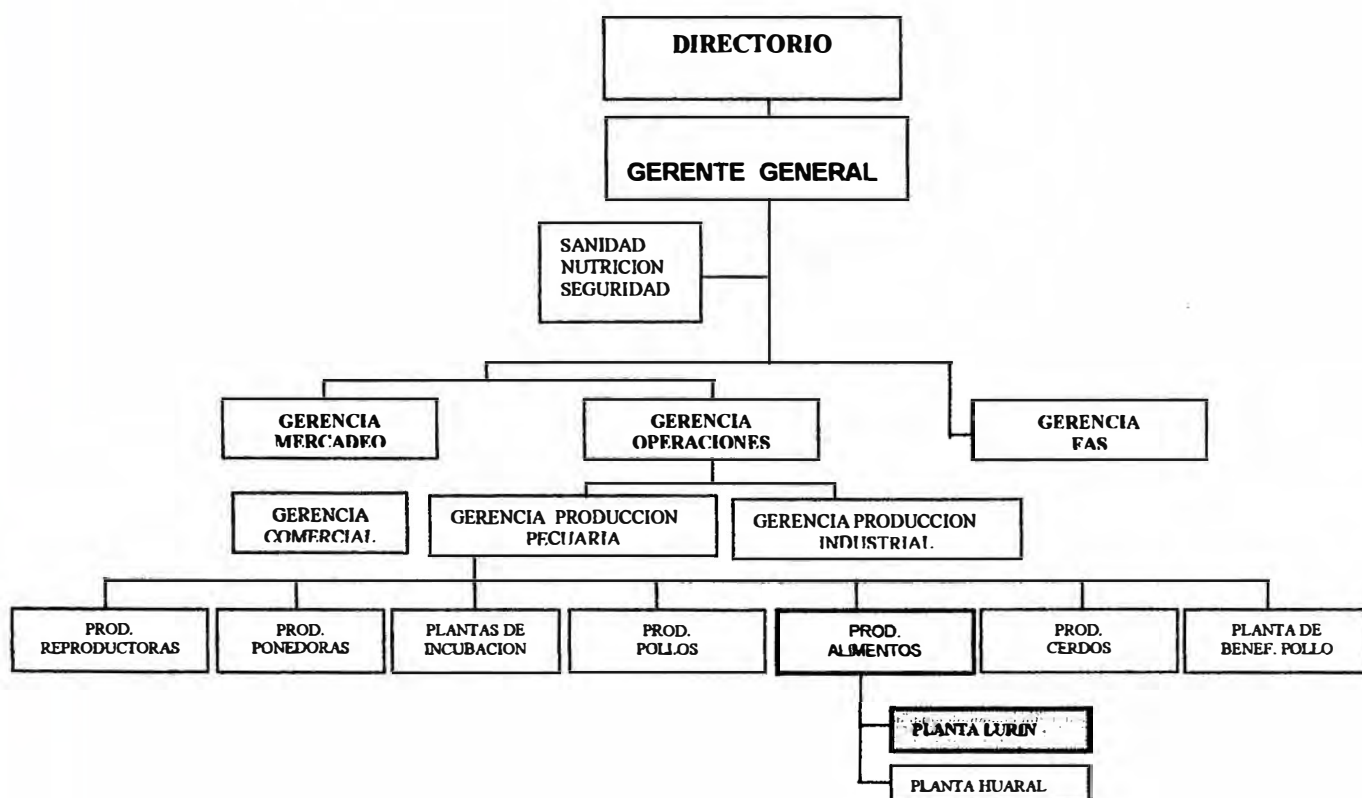 DIRECTORIO
GERENTE GENERAL
SANIDAD
NUTRICION
SEGURIDAD
GERENCIA
MERCADEO
GERENCIA
OPERACIONES
GERENCIA
FAS
GERENCIA
COMERCIAL
GERENCIA PRODUCCION
PECUARIA
GERENCIA PRODUCCION
INDUSTRIAL
PROD.
REPRODUCTORAS
PROD.
PONEDORAS
PLANTAS DE
INCUBACION
PROD.
POLLOS
PROD.
ALIMENTOS
PROD.
CERDOS
PLANTA DE
BENEF. POLLO
PLANTA LURIN
PLANTA HUARAL